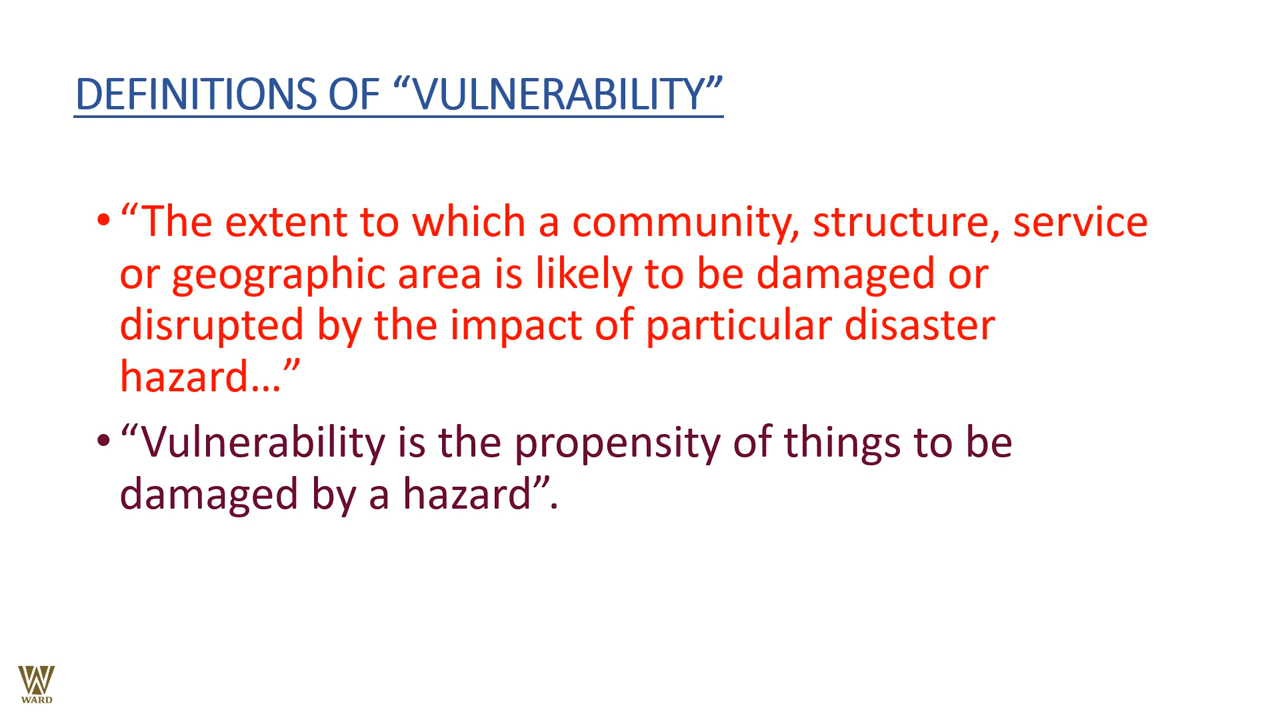 DEFINITIONS OF “VULNERABILITY”
• “The extent to which a community, structure, service
or geographic area is likely to be damaged or
disrupted by the impact of particular disaster
hazard…”
• “Vulnerability is the propensity of things to be
damaged by a hazard”.
WARD